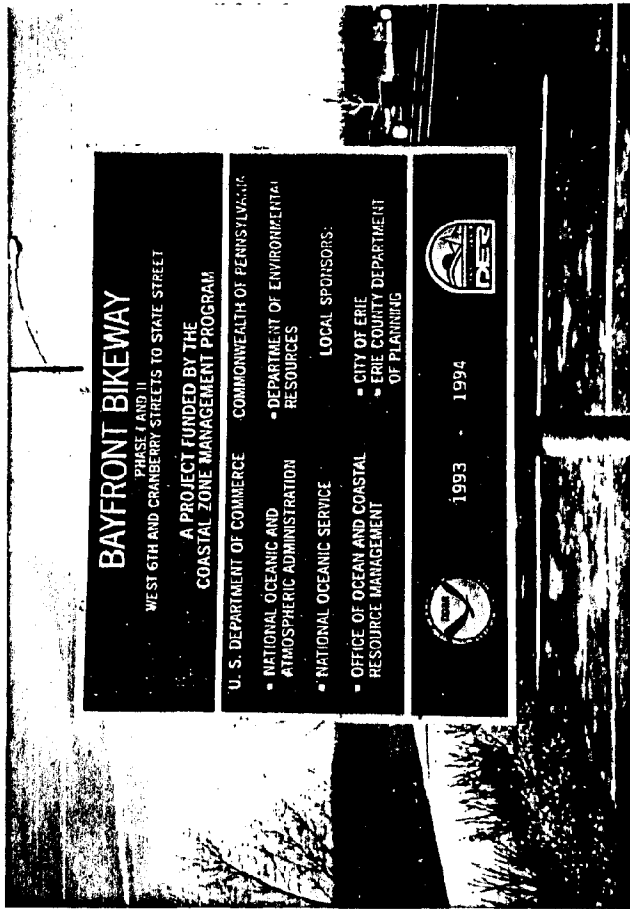 BAYFRONT BIKEWAY
PHASE I AND II
WEST 6TH AND CRANBERRY STREETS TO STATE STREET
A PROJECT FUNDED BY THE
COASTAL ZONE MANAGEMENT PROGRAM
U. S. DEPARTMENT OF COMMERCE
▪ NATIONAL OCEANIC AND
ATMOSPHERIC ADMINISTRATION
▪ NATIONAL OCEANIC SERVICE
▪ OFFICE OF OCEAN AND COASTAL
RESOURCE MANAGEMENT
COMMONWEALTH OF PENNSYLVANIA
▪ DEPARTMENT OF ENVIRONMENTAL
RESOURCES
LOCAL SPONSORS:
▪ CITY OF ERIE
▪ ERIE COUNTY DEPARTMENT
OF PLANNING
1993 - 1994
DER